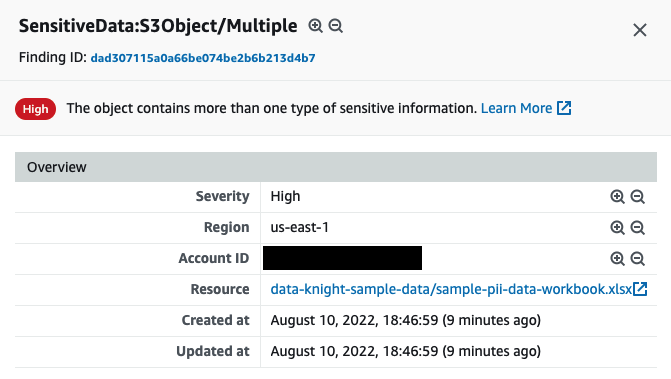 SensitiveData:S3Object/Multiple
Finding ID: dad307115a0a66be074be2b6b213d4b7
High The object contains more than one type of sensitive information. Learn More
Overview
Severity High
Region us-east-1
Account ID
Resource data-knight-sample-data/sample-pii-data-workbook.xlsx
Created at August 10, 2022, 18:46:59 (9 minutes ago)
Updated at August 10, 2022, 18:46:59 (9 minutes ago)